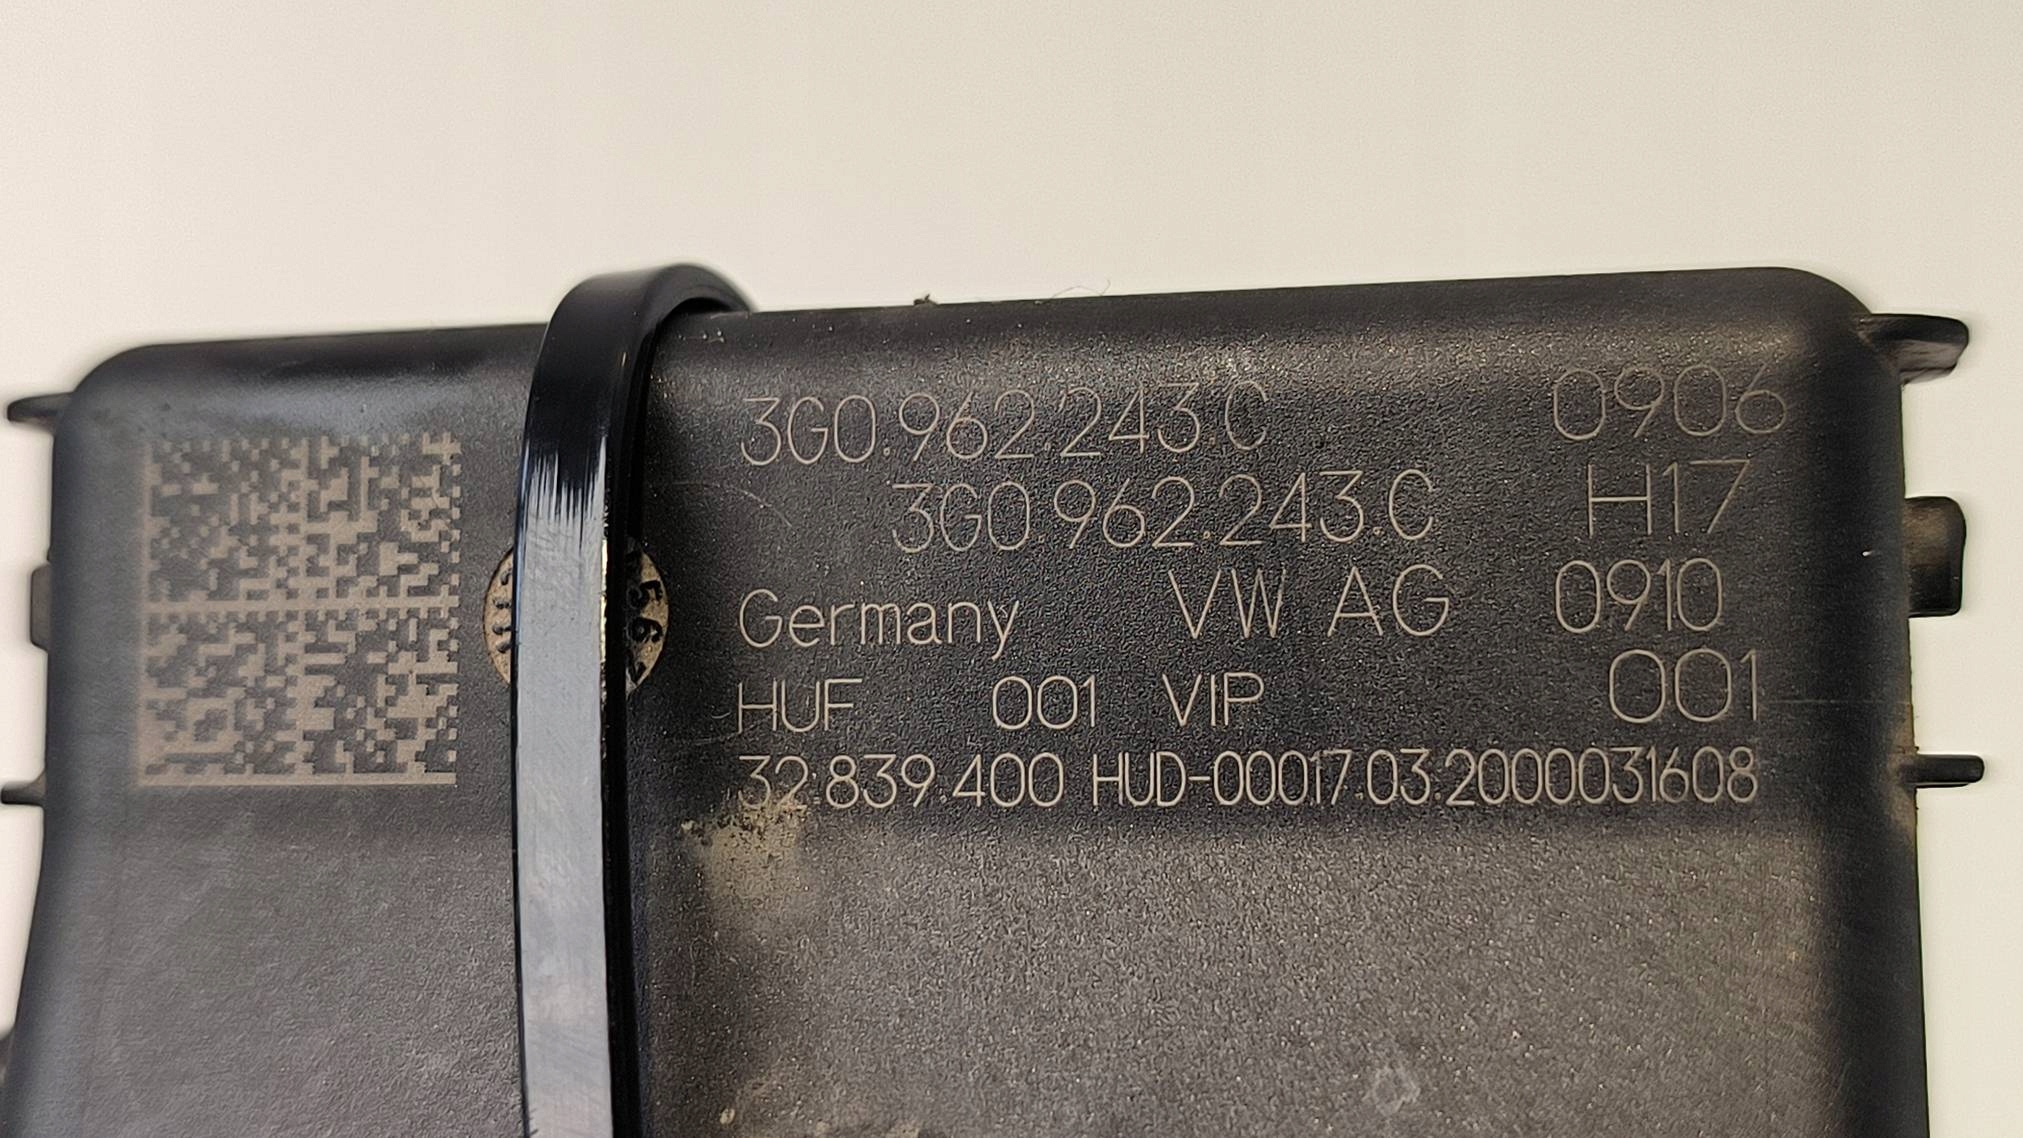 3G0.962.243.C 0906
3G0.962.243.C H17
Germany VW AG 0910
HUF 001 VIP 001
32.839.400 HUD-00017.03.2000031608